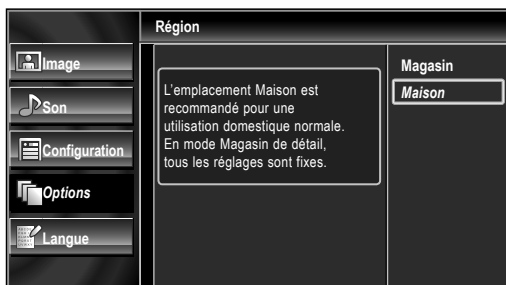 Région
Image
Son
Configuration
Options
Langue
L'emplacement Maison est
recommandé pour une
utilisation domestique normale.
En mode Magasin de détail,
tous les réglages sont fixes.
Magasin
Maison